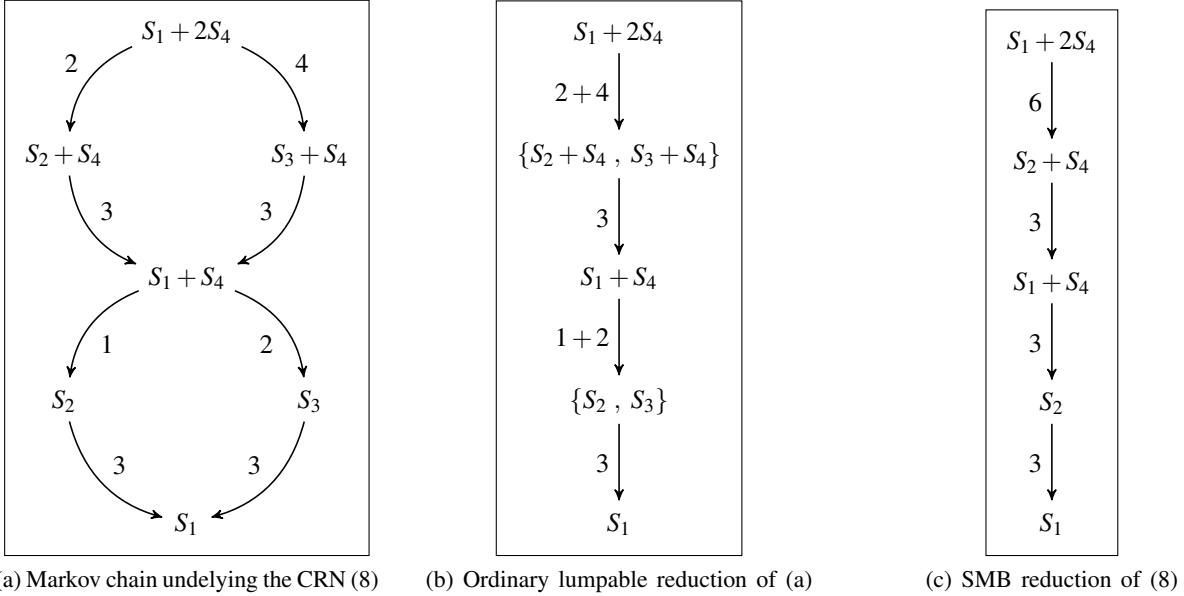 S₁ + 2S₄
2
4
S₂ + S₄
S₃ + S₄
3
3
S₁ + S₄
1
2
S₂
S₃
3
3
S₁
(a) Markov chain undelying the CRN (8)
S₁ + 2S₄
2 + 4
{S₂ + S₄ , S₃ + S₄}
3
S₁ + S₄
1 + 2
{S₂ , S₃}
3
S₁
(b) Ordinary lumpable reduction of (a)
S₁ + 2S₄
6
S₂ + S₄
3
S₁ + S₄
3
S₂
3
S₁
(c) SMB reduction of (8)